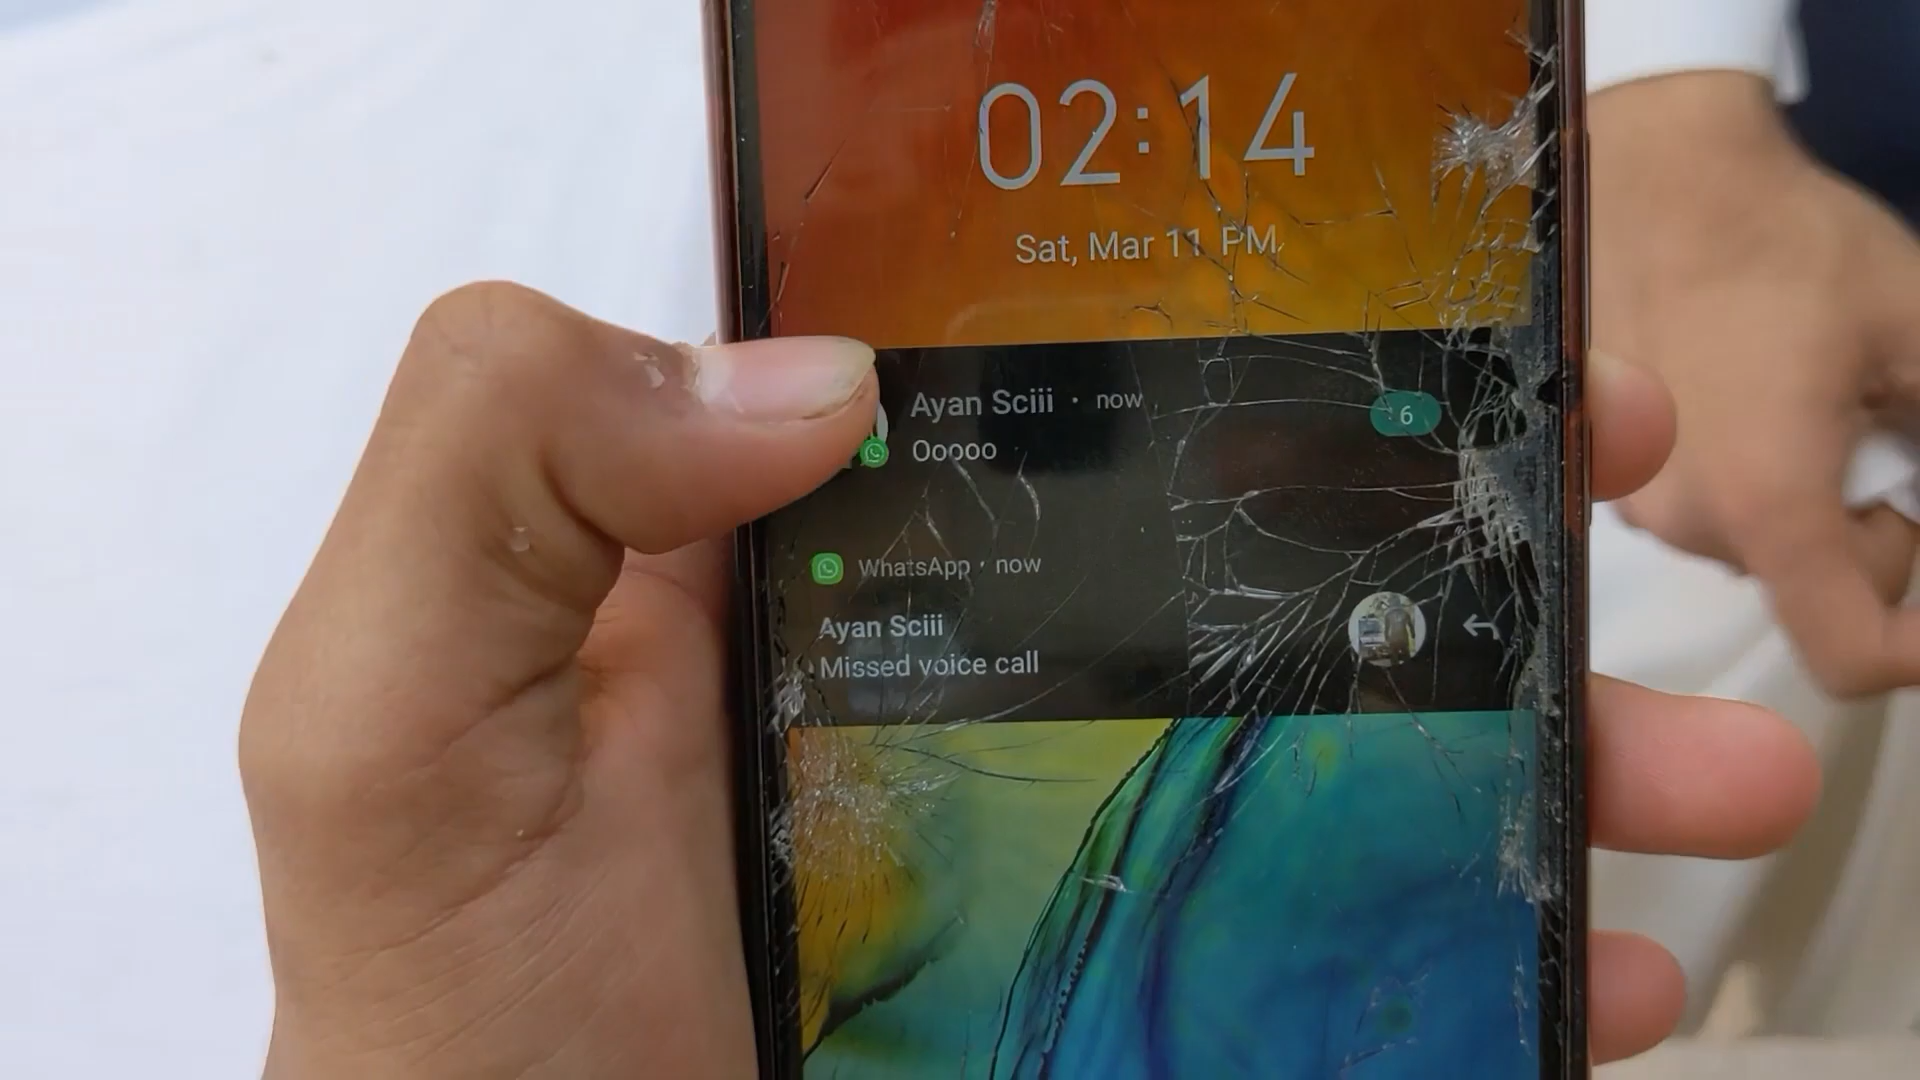 02:14
Sat, Mar 11 PM
Ayan Sciii • now
6
Ooooo
WhatsApp • now
Ayan Sciii
Missed voice call